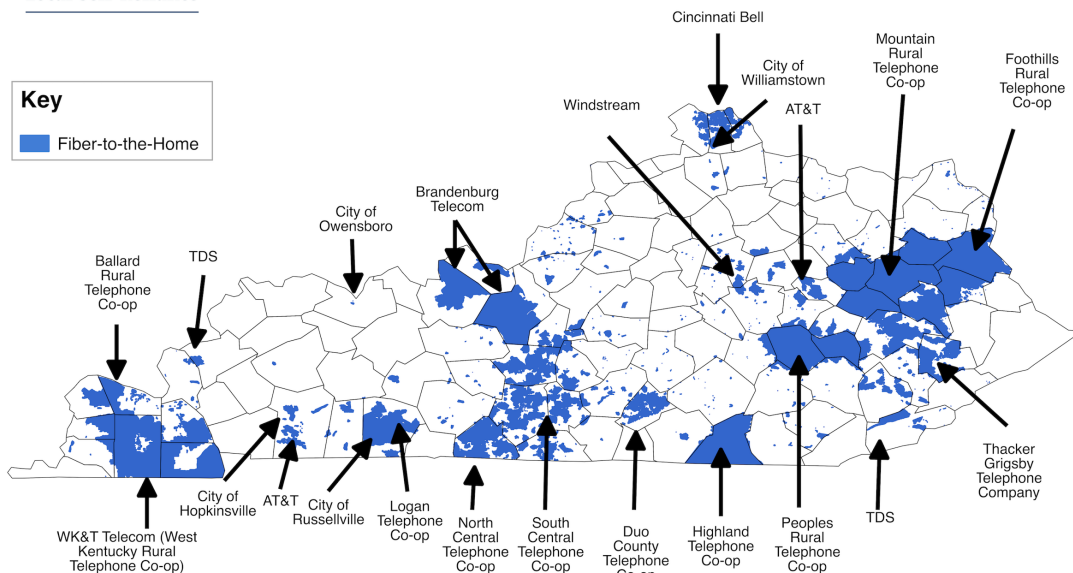 Key
Fiber-to-the-Home
Cincinnati Bell
City of
Williamstown
Mountain
Rural
Telephone
Co-op
Foothills
Rural
Telephone
Co-op
Windstream
AT&T
Brandenburg
Telecom
City of
Owensboro
TDS
Ballard
Rural
Telephone
Co-op
WK&T Telecom (West
Kentucky Rural
Telephone Co-op)
City of
Hopkinsville
AT&T
City of
Russellville
Logan
Telephone
Co-op
North
Central
Telephone
Co-op
South
Central
Telephone
Co-op
Duo
County
Telephone
Co-op
Highland
Telephone
Co-op
Peoples
Rural
Telephone
Co-op
TDS
Thacker
Grigsby
Telephone
Company